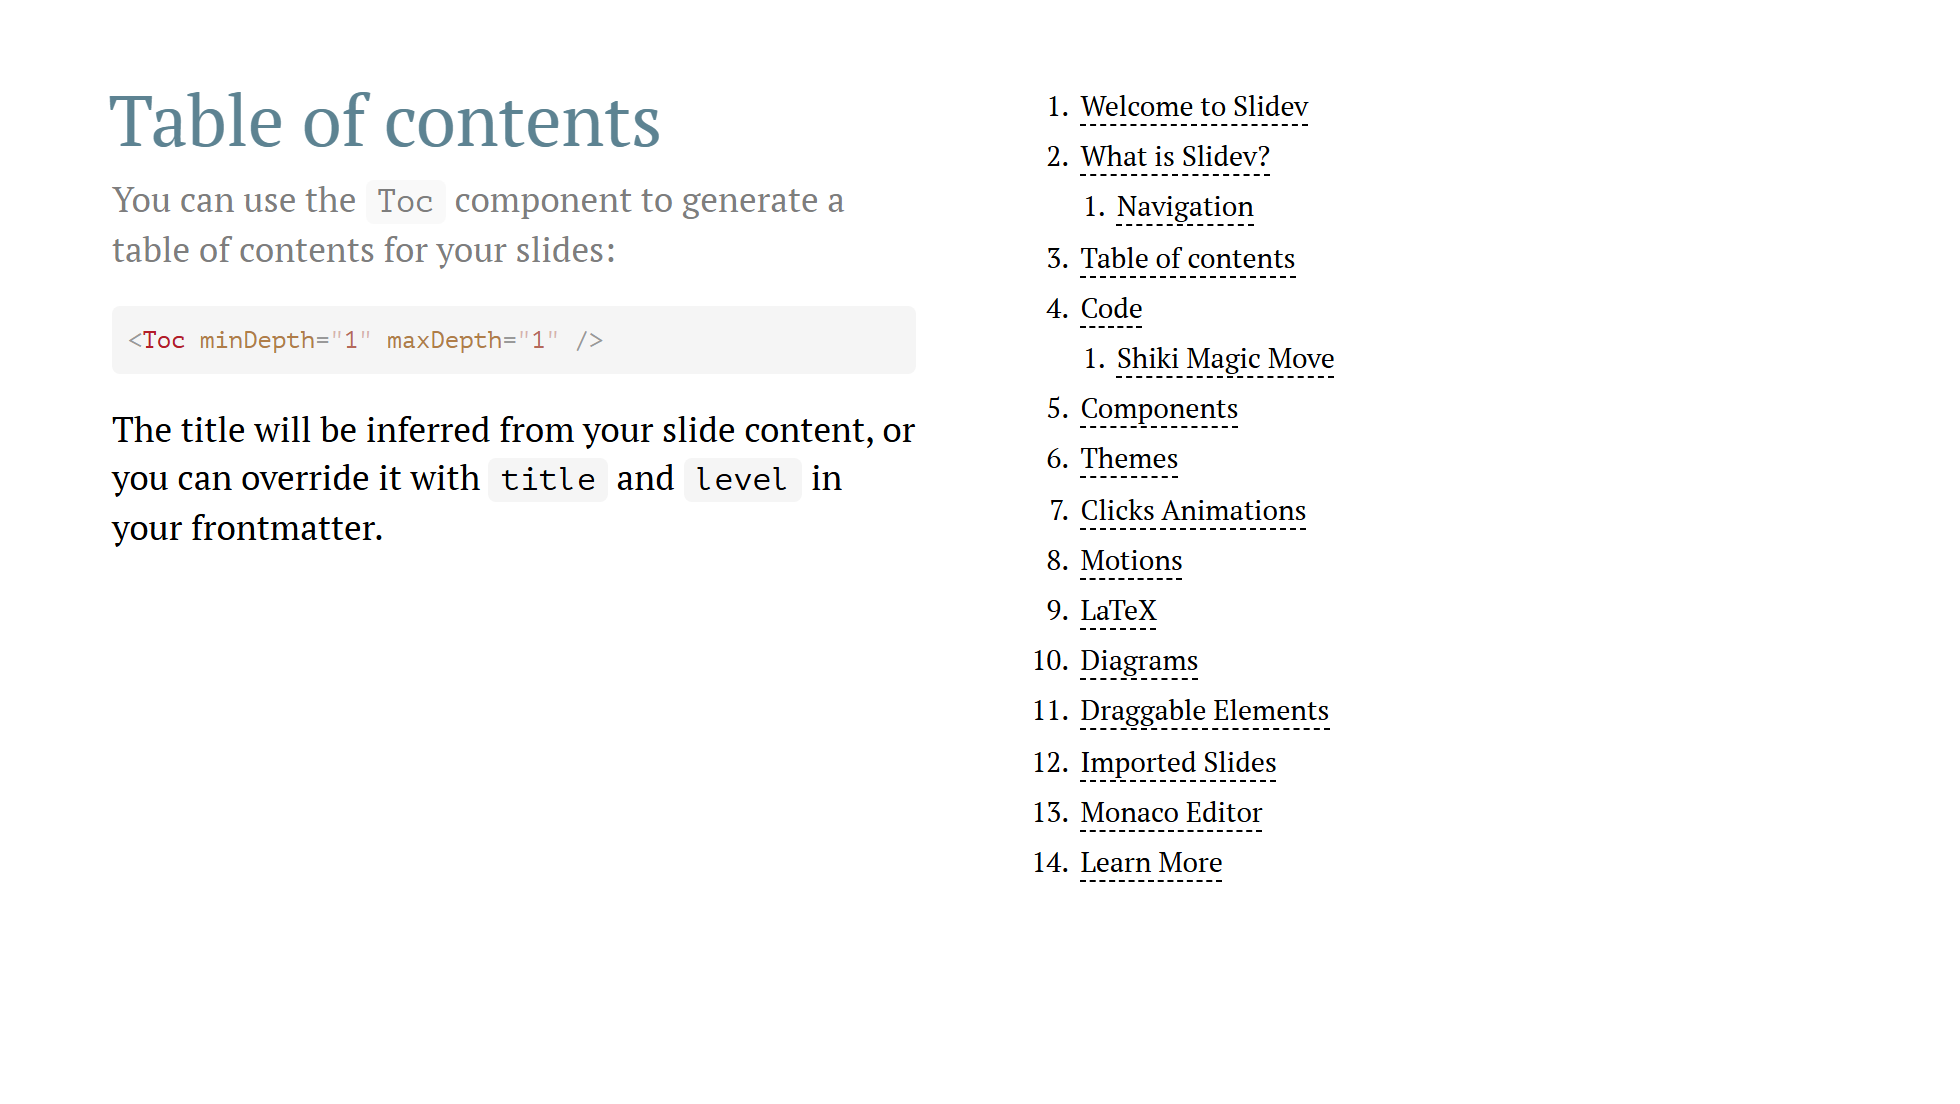 Table of contents
You can use the Toc component to generate a
table of contents for your slides:
<Toc minDepth="1" maxDepth="1" />
The title will be inferred from your slide content, or
you can override it with title and level in
your frontmatter.
1. Welcome to Slidev
2. What is Slidev?
1. Navigation
3. Table of contents
4. Code
1. Shiki Magic Move
5. Components
6. Themes
7. Clicks Animations
8. Motions
9. LaTeX
10. Diagrams
11. Draggable Elements
12. Imported Slides
13. Monaco Editor
14. Learn More